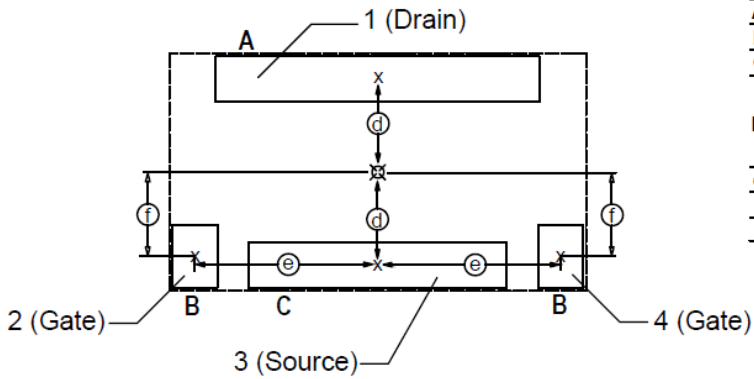 1 (Drain)
A
x
d
f
f
d
x
x
x
e
e
B
C
B
2 (Gate)
4 (Gate)
3 (Source)